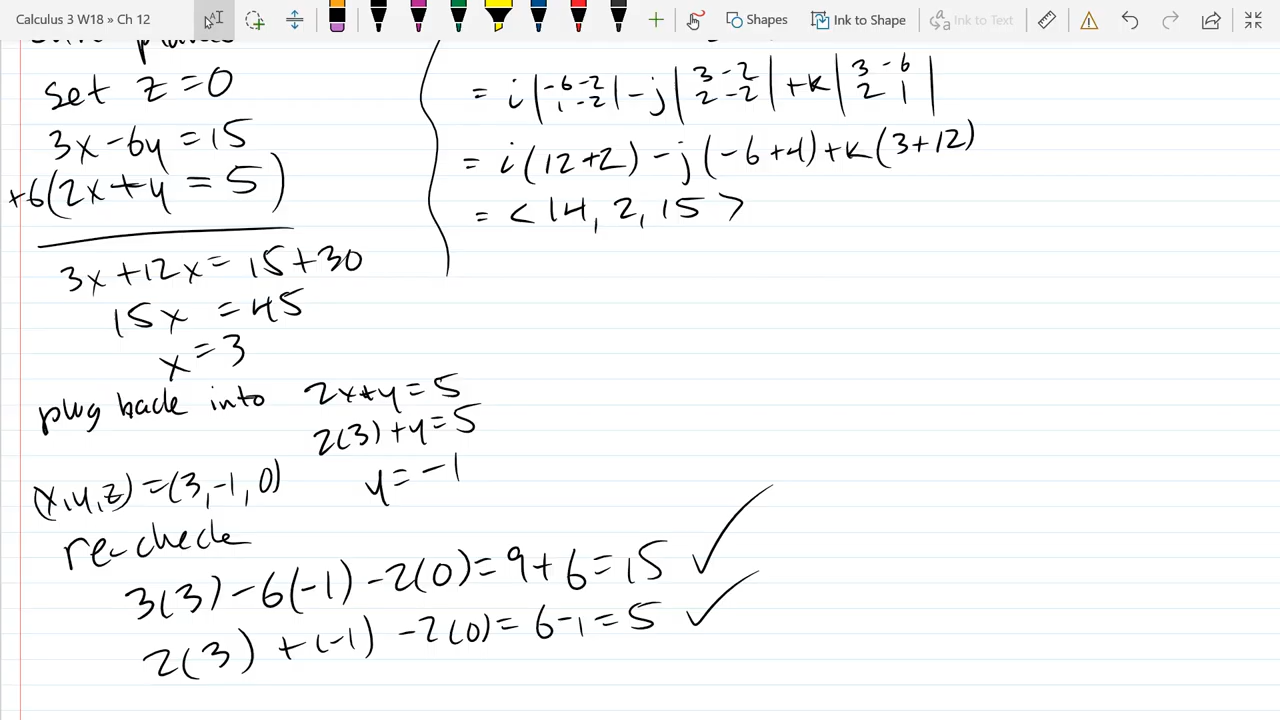 Calculus 3 W18 » Ch 12
Shapes
Ink to Shape
Ink to Text
set z=0
3x-6y=15
+6(2x+y=5)
3x+12x=15+30
15x=45
x=3
plug back into 2x+y=5
2(3)+y=5
y=-1
(x,y,z)=(3,-1,0)
re-check
3(3)-6(-1)-2(0)=9+6=15 ✓
2(3)+(-1)-2(0)=6-1=5 ✓
= i|-6 -2; 1 -2| - j|3 -2; 2 -2| + k|3 -6; 2 1|
= i(12+2) - j(-6+4) + k(3+12)
= <14, 2, 15>